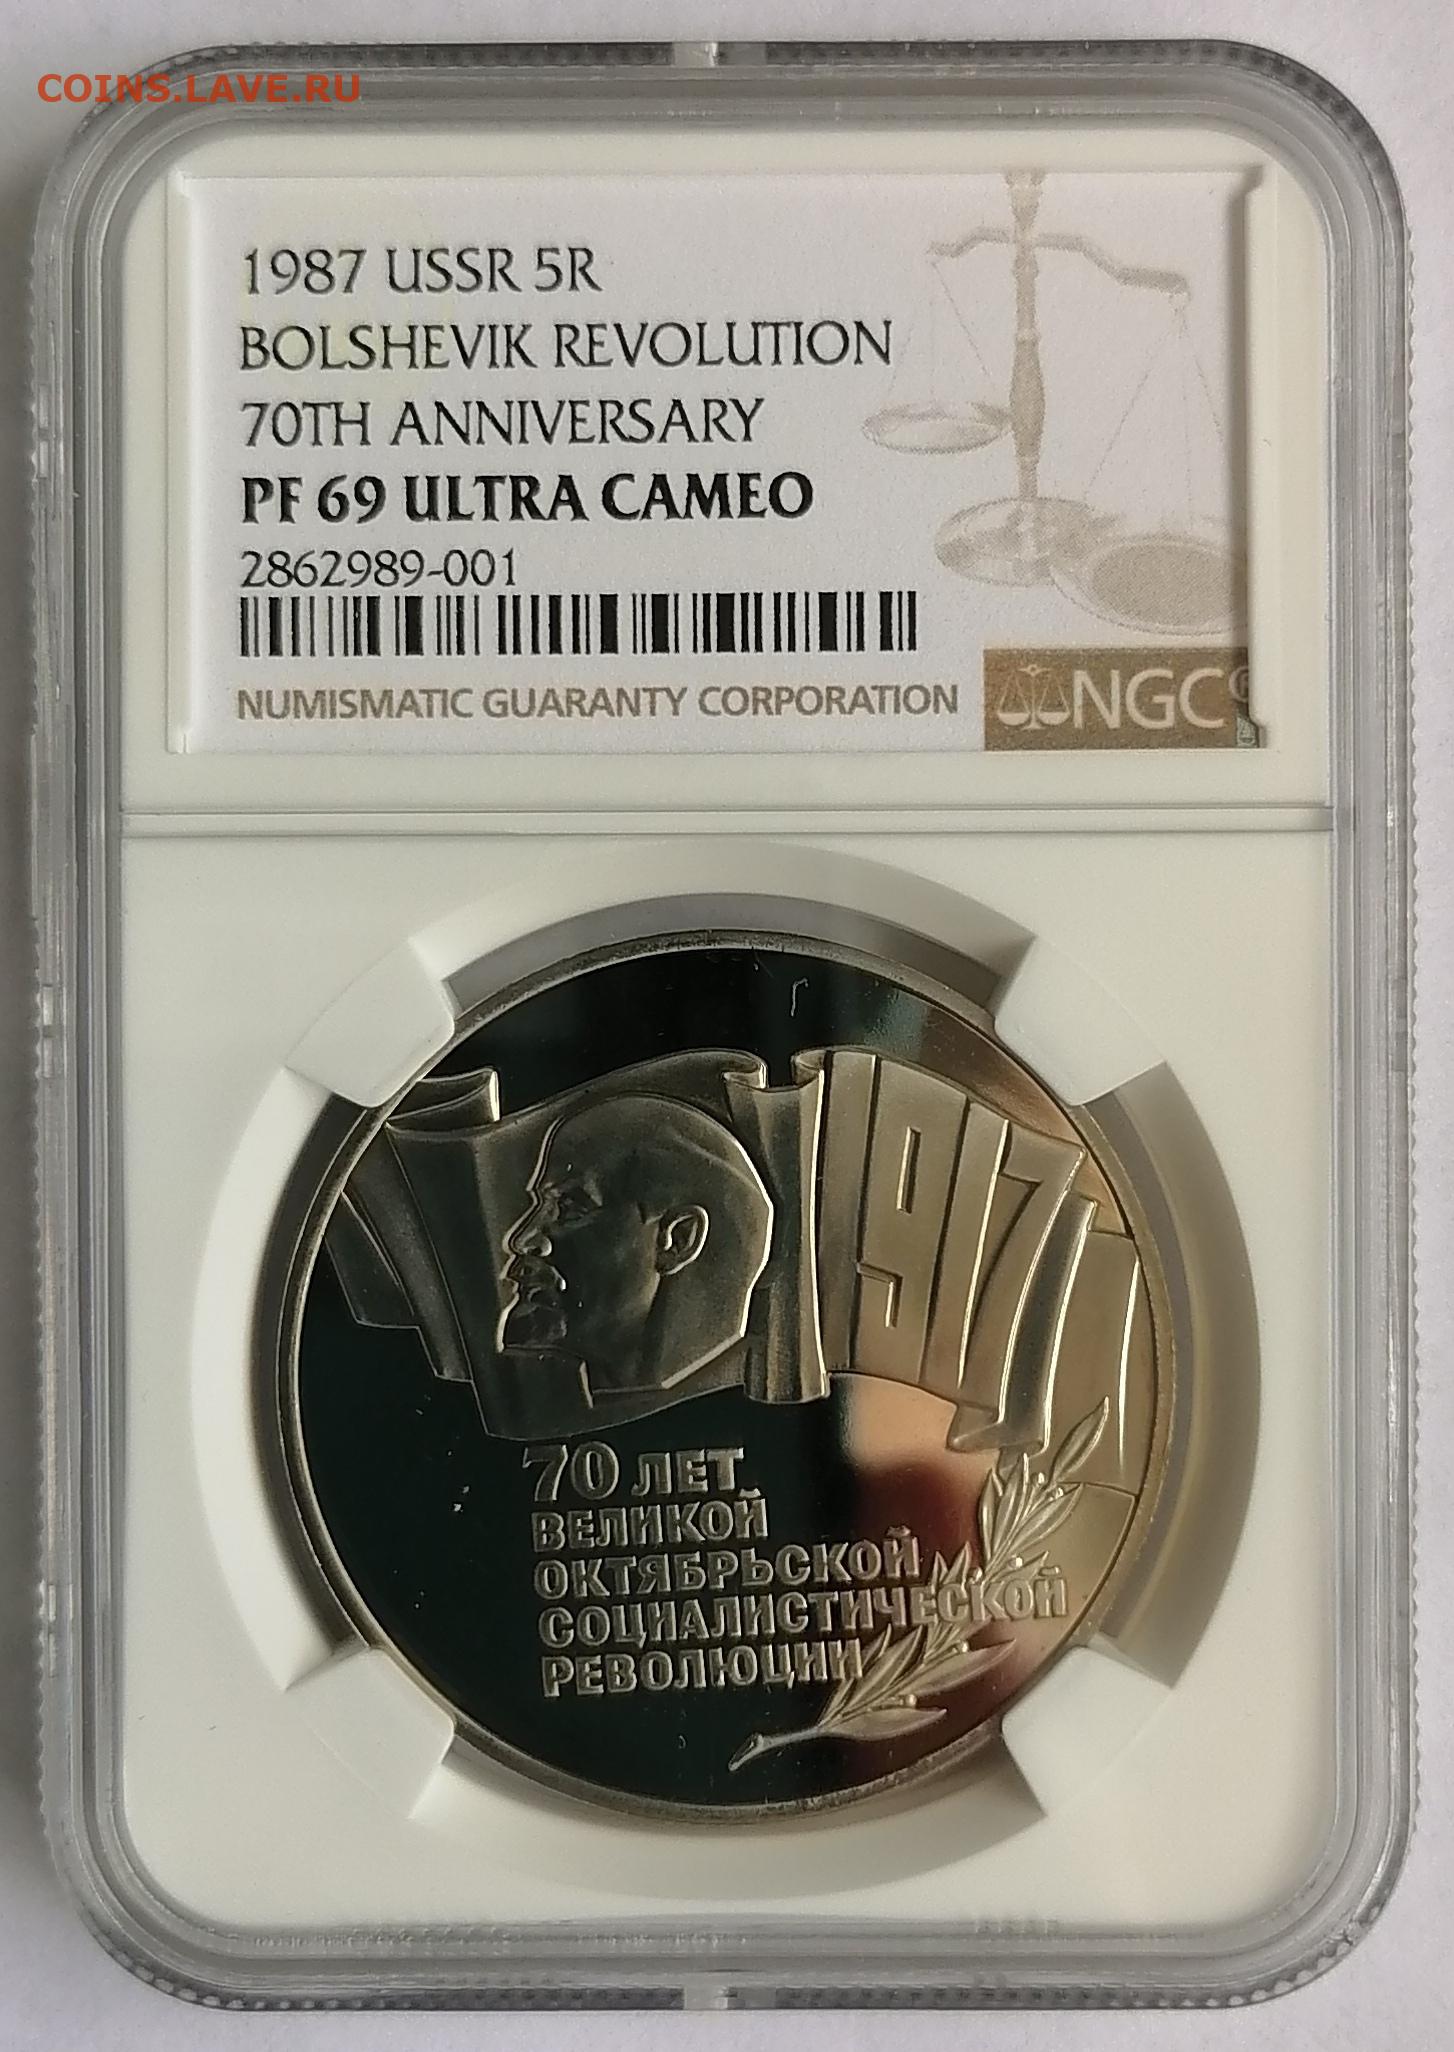 COINS.LAVE.RU
1987 USSR 5R
BOLSHEVIK REVOLUTION
70TH ANNIVERSARY
PF 69 ULTRA CAMEO
2862989-001
NUMISMATIC GUARANTY CORPORATION
NGC
1917
70 ЛЕТ
ВЕЛИКОЙ
ОКТЯБРЬСКОЙ
СОЦИАЛИСТИЧЕСКОЙ
РЕВОЛЮЦИИ